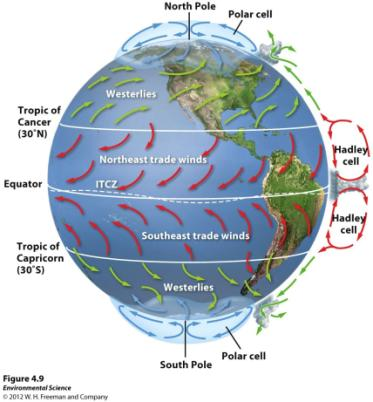 North Pole
Polar cell
Westerlies
Tropic of
Cancer
(30°N)
Hadley
cell
Northeast trade winds
Equator
ITCZ
Hadley
cell
Southeast trade winds
Tropic of
Capricorn
(30°S)
Westerlies
Polar cell
South Pole
Figure 4.9
Environmental Science
© 2012 W. H. Freeman and Company